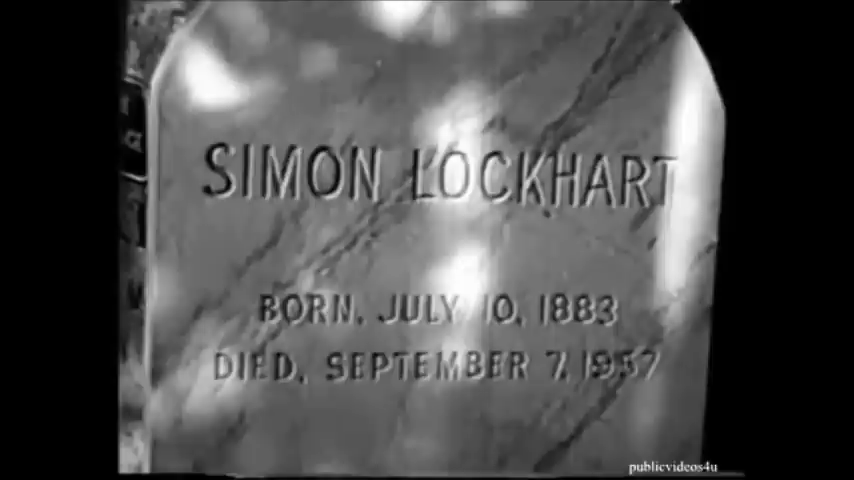 SIMON LOCKHART
BORN, JULY 10, 1883
DIED, SEPTEMBER 7, 1957
publicvideos4u